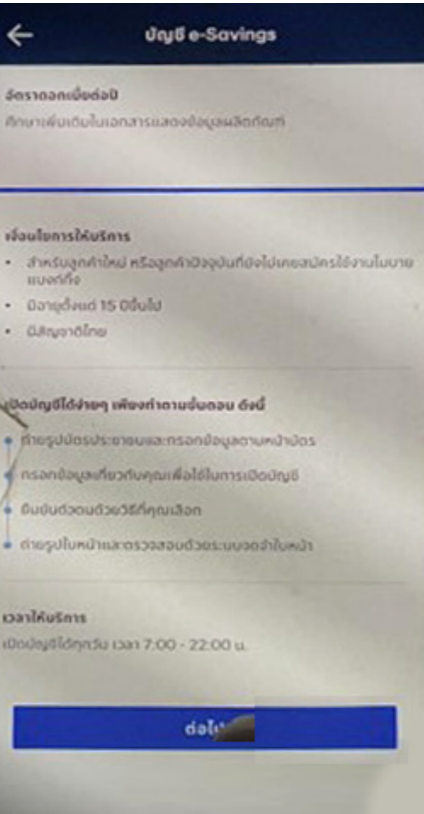 บัญชี e-Savings
อัตราดอกเบี้ยต่อปี
ศึกษาเพิ่มเติมในเอกสารแสดงข้อมูลผลิตภัณฑ์
เงื่อนไขการให้บริการ
• สำหรับลูกค้าใหม่ หรือลูกค้าปัจจุบันที่ยังไม่เคยสมัครใช้งานโมบาย
แบงก์กิ้ง
• มีอายุตั้งแต่ 15 ปีขึ้นไป
• มีสัญชาติไทย
เปิดบัญชีได้ง่ายๆ เพียงทำตามขั้นตอน ดังนี้
ถ่ายรูปบัตรประชาชนและกรอกข้อมูลตามหน้าบัตร
กรอกข้อมูลเกี่ยวกับคุณเพื่อใช้ในการเปิดบัญชี
ยืนยันตัวตนด้วยวิธีที่คุณเลือก
ถ่ายรูปใบหน้าและตรวจสอบด้วยระบบจดจำใบหน้า
เวลาให้บริการ
เปิดบัญชีได้ทุกวัน เวลา 7:00 - 22:00 น.
ต่อไป